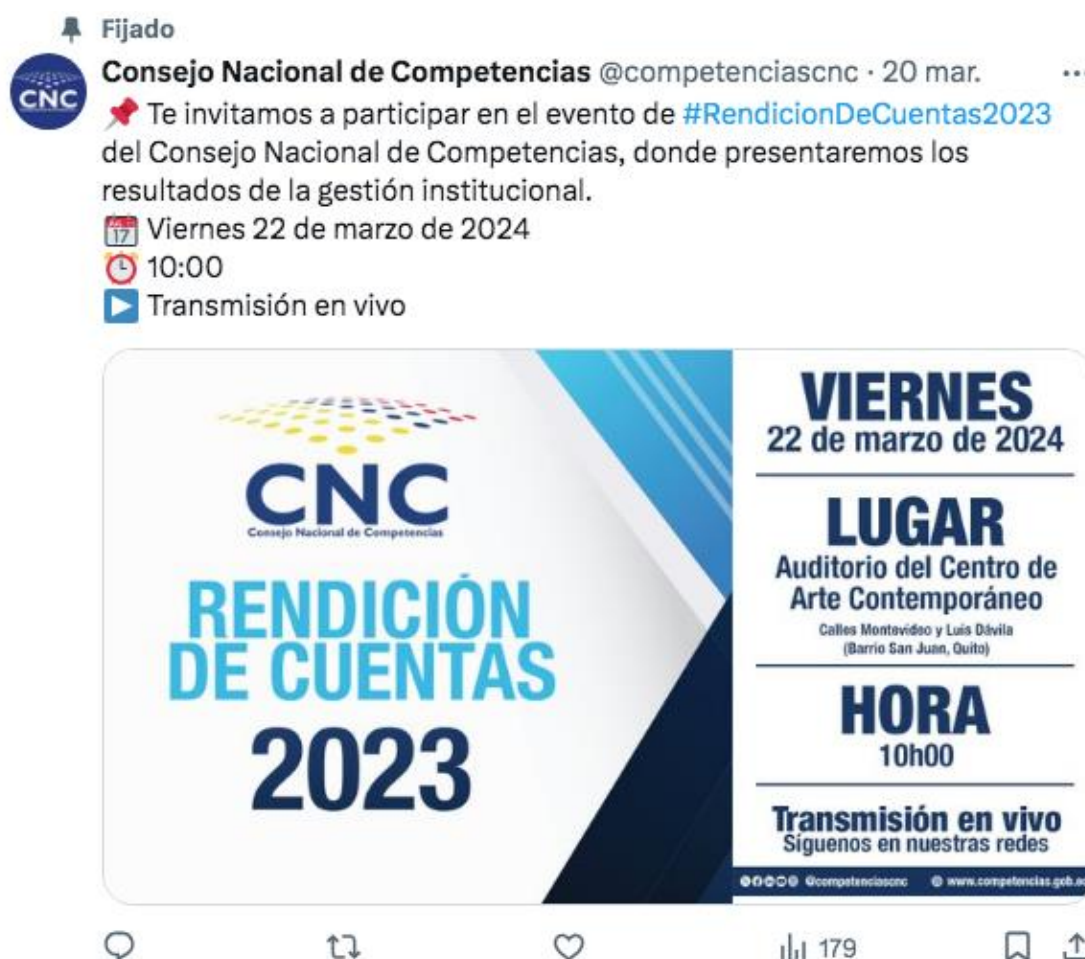 Fijado
Consejo Nacional de Competencias @competenciascnc · 20 mar.
CNC
Te invitamos a participar en el evento de #RendicionDeCuentas2023
del Consejo Nacional de Competencias, donde presentaremos los
resultados de la gestión institucional.
17 Viernes 22 de marzo de 2024
10:00
Transmisión en vivo
CNC
Consejo Nacional de Competencias
RENDICIÓN
DE CUENTAS
2023
VIERNES
22 de marzo de 2024
LUGAR
Auditorio del Centro de
Arte Contemporáneo
Calles Montevideo y Luis Dávila
(Barrio San Juan, Quito)
HORA
10h00
Transmisión en vivo
Síguenos en nuestras redes
@competenciascnc www.competencias.gob.ec
179